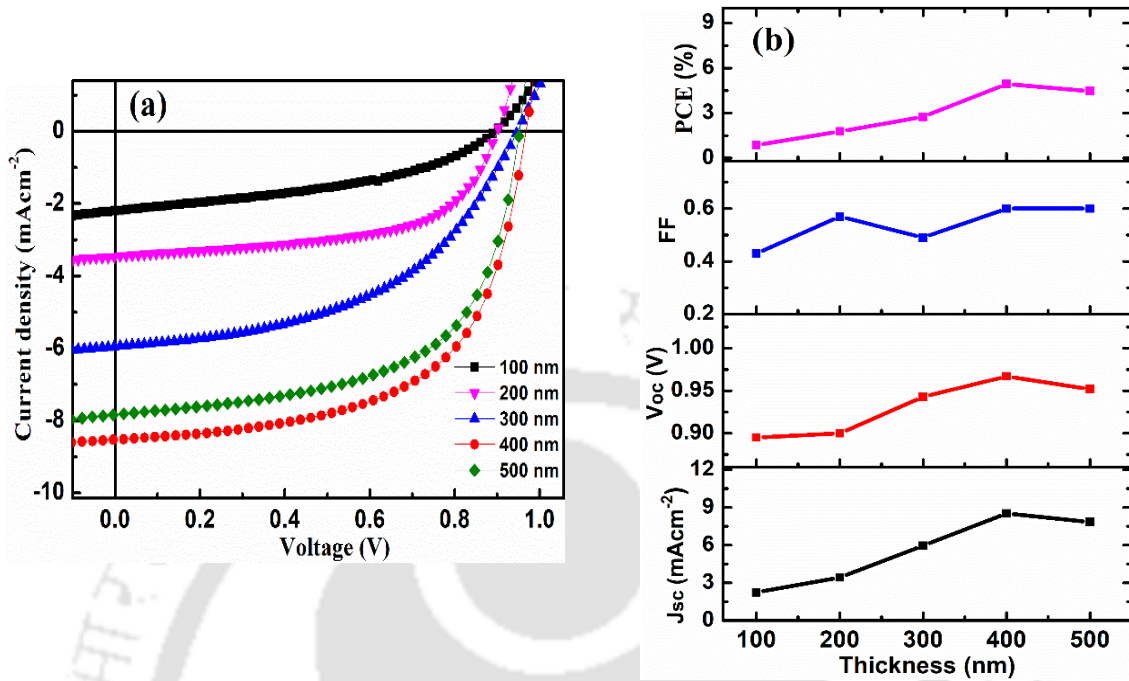 (a)
Current density (mAcm-2)
0
-2
-4
-6
-8
-10
0.0 0.2 0.4 0.6 0.8 1.0
Voltage (V)
100 nm
200 nm
300 nm
400 nm
500 nm
(b)
PCE (%)
9
6
3
0
FF
0.6
0.4
0.2
Voc (V)
1.00
0.95
0.90
Jsc (mAcm-2)
12
9
6
3
0
100 200 300 400 500
Thickness (nm)